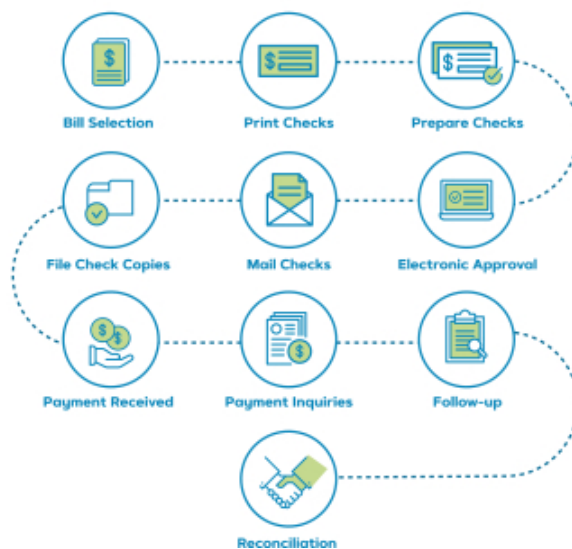 Bill Selection
Print Checks
Prepare Checks
File Check Copies
Mail Checks
Electronic Approval
Payment Received
Payment Inquiries
Follow-up
Reconciliation